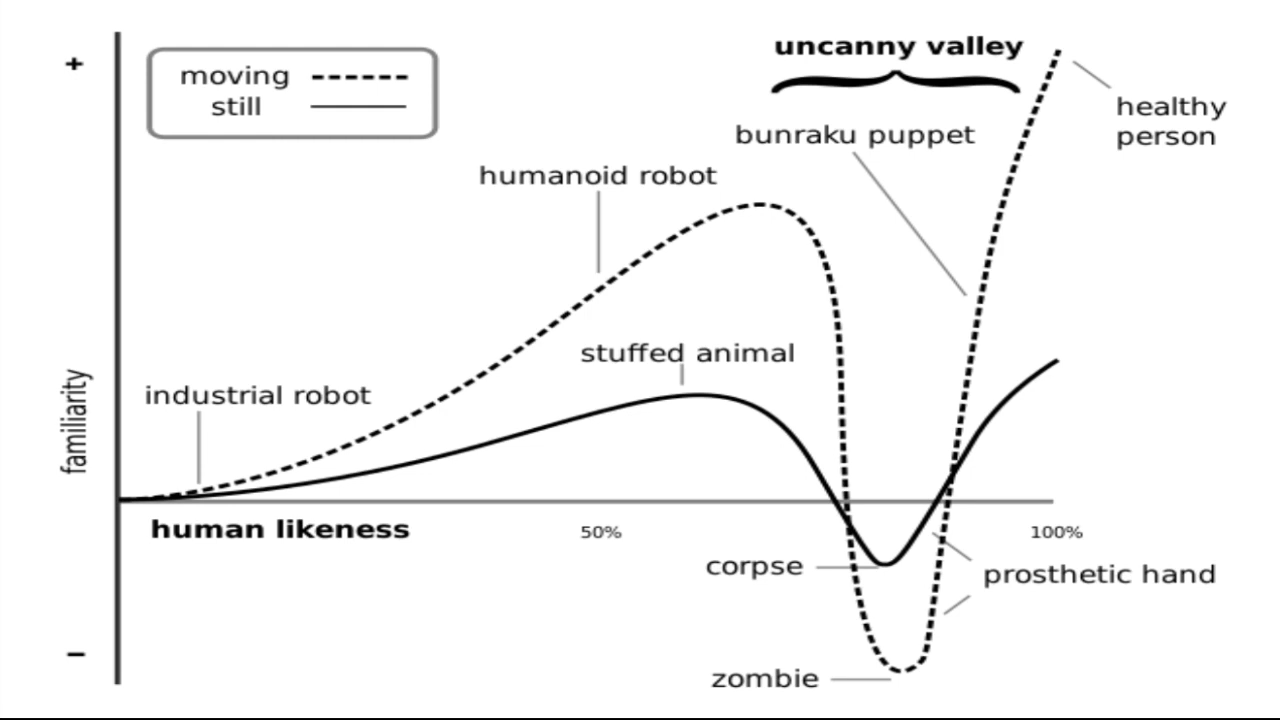 +
moving
still
uncanny valley
bunraku puppet
healthy
person
humanoid robot
stuffed animal
industrial robot
familiarity
human likeness
50%
100%
corpse
prosthetic hand
−
zombie